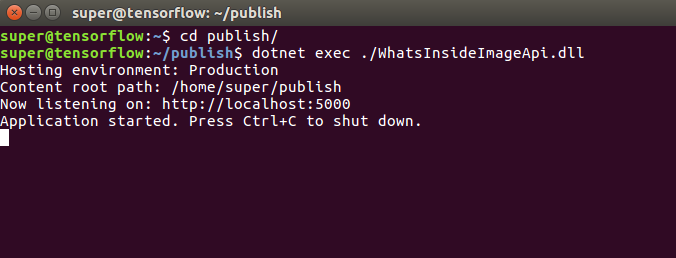 super@tensorflow: ~/publish
super@tensorflow:~$ cd publish/
super@tensorflow:~/publish$ dotnet exec ./WhatsInsideImageApi.dll
Hosting environment: Production
Content root path: /home/super/publish
Now listening on: http://localhost:5000
Application started. Press Ctrl+C to shut down.